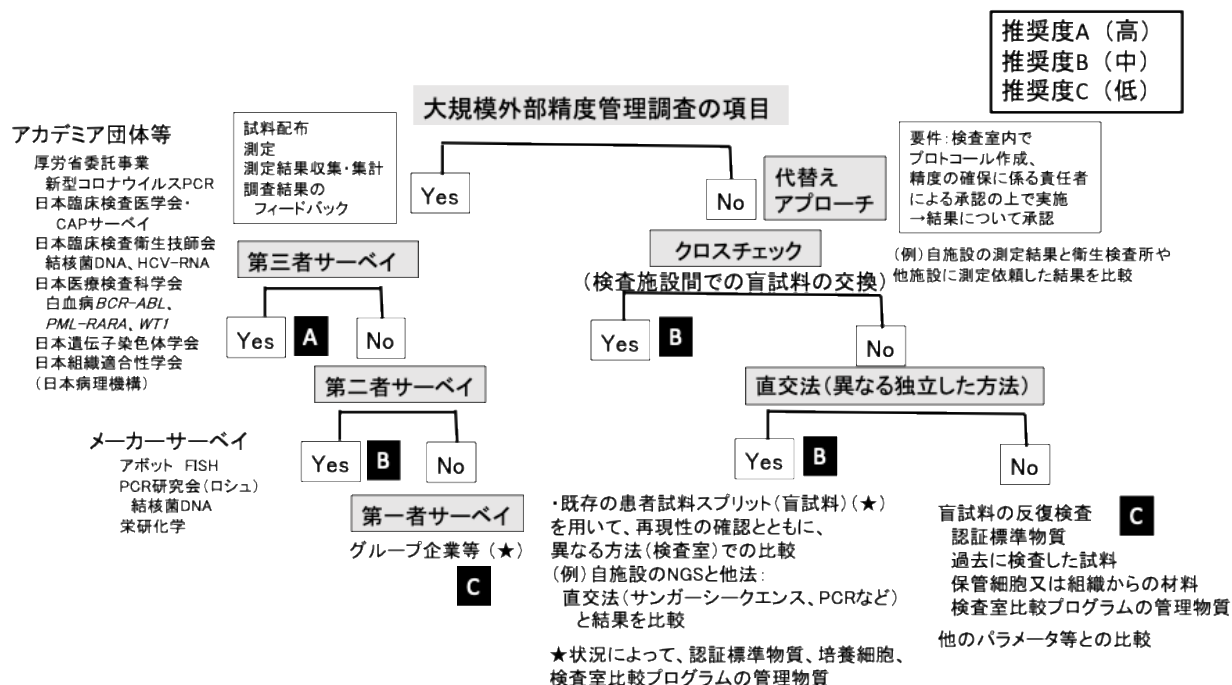 推奨度A（高）
推奨度B（中）
推奨度C（低）
大規模外部精度管理調査の項目
アカデミア団体等
厚労省委託事業
新型コロナウイルスPCR
日本臨床検査医学会・
CAPサーベイ
日本臨床検査衛生技師会
結核菌DNA、HCV-RNA
日本医療検査科学会
白血病BCR-ABL、
PML-RARA、WT1
日本遺伝子染色体学会
日本組織適合性学会
（日本病理機構）
試料配布
測定
測定結果収集・集計
調査結果の
フィードバック
Yes
No
代替え
アプローチ
要件：検査室内で
プロトコール作成、
精度の確保に係る責任者
による承認の上で実施
→結果について承認
第三者サーベイ
クロスチェック
（検査施設間での盲試料の交換）
（例）自施設の測定結果と衛生検査所や
他施設に測定依頼した結果を比較
Yes
A
No
Yes
B
No
第二者サーベイ
直交法（異なる独立した方法）
メーカーサーベイ
アボット FISH
PCR研究会（ロシュ）
結核菌DNA
栄研化学
Yes
B
No
Yes
B
No
第一者サーベイ
グループ企業等（★）
C
・既存の患者試料スプリット（盲試料）（★）
を用いて、再現性の確認とともに、
異なる方法（検査室）での比較
（例）自施設のNGSと他法：
直交法（サンガーシークエンス、PCRなど）
と結果を比較
★状況によって、認証標準物質、培養細胞、
検査室比較プログラムの管理物質
盲試料の反復検査
C
認証標準物質
過去に検査した試料
保管細胞又は組織からの材料
検査室比較プログラムの管理物質
他のパラメータ等との比較